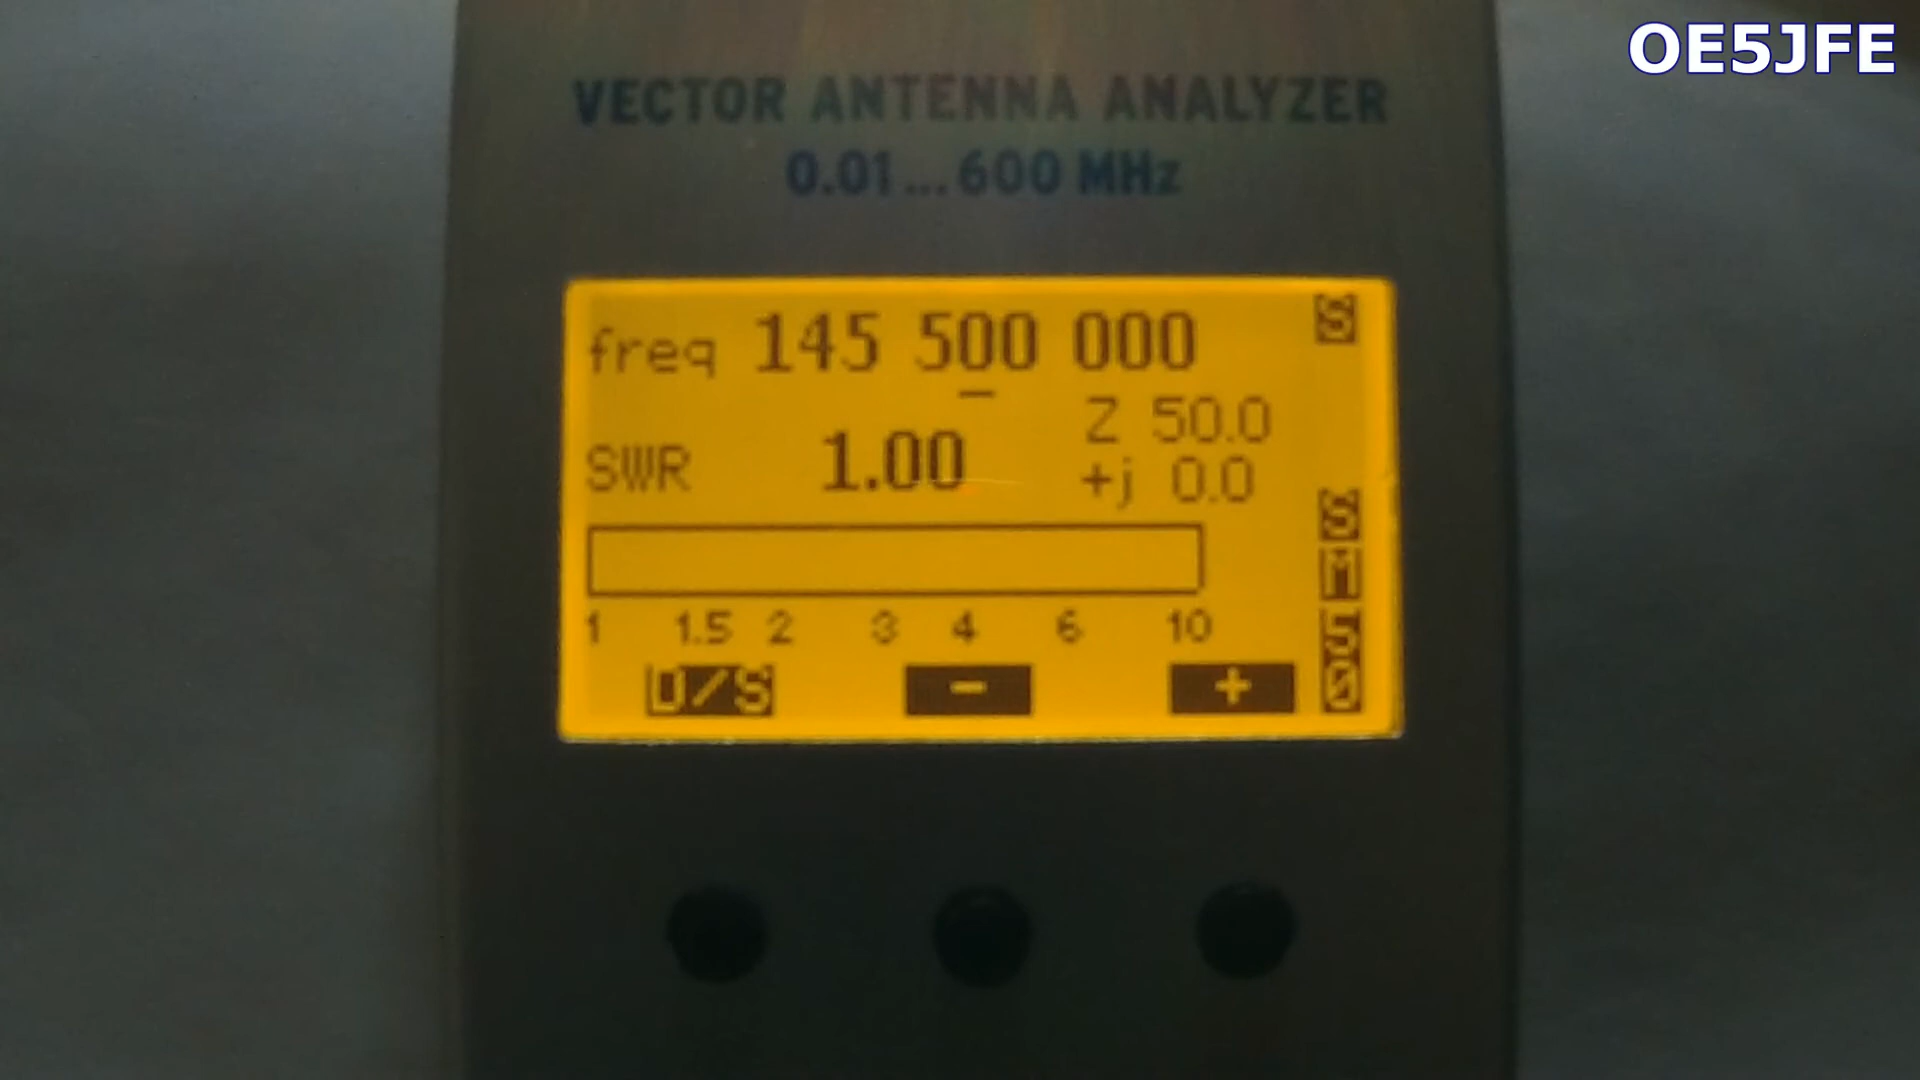 OE5JFE
VECTOR ANTENNA ANALYZER
0.01...600 MHz
freq 145 500 000 S
Z 50.0
SWR 1.00 +j 0.0
S
M
1 1.5 2 3 4 6 10
50
D/S - +